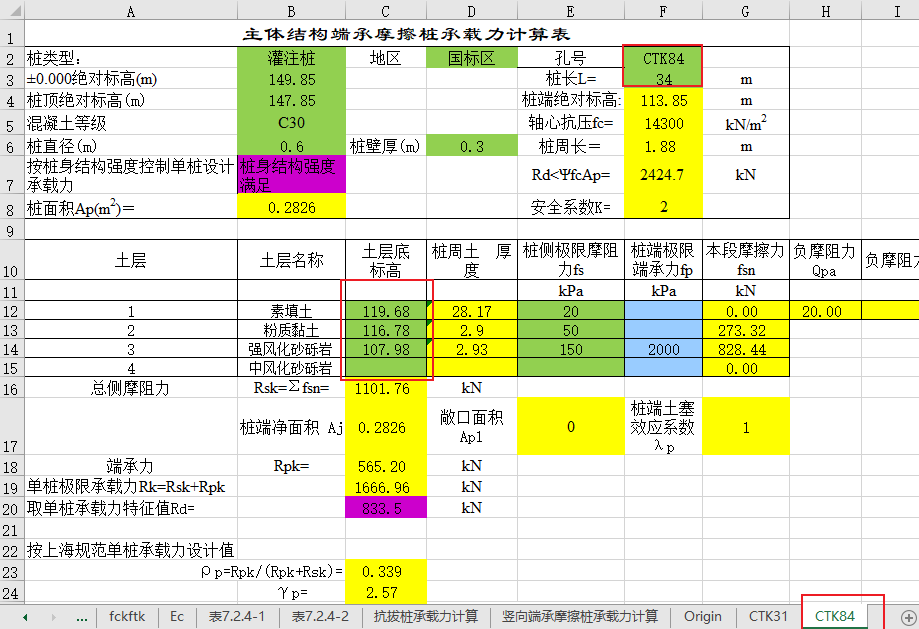 A B C D E F G H I
1 主体结构端承摩擦桩承载力计算表
2 桩类型: 灌注桩 地区 国标区 孔号 CTK84
3 ±0.000绝对标高(m) 149.85 桩长L= 34 m
4 桩顶绝对标高(m) 147.85 桩端绝对标高: 113.85 m
5 混凝土等级 C30 轴心抗压fc= 14300 kN/m²
6 桩直径(m) 0.6 桩壁厚(m) 0.3 桩周长＝ 1.88 m
7 按桩身结构强度控制单桩设计 桩身结构强度 Rd<ΨfcAp= 2424.7 kN
承载力 满足
8 桩面积Ap(m²)＝ 0.2826 安全系数K= 2
9
10 土层 土层名称 土层底 桩周土 厚 桩侧极限摩阻 桩端极限 本段摩擦力 负摩阻力 负摩阻力
标高 度 力fs 端承力fp fsn Qpa
11 kPa kPa kN
12 1 素填土 119.68 28.17 20 0.00 20.00
13 2 粉质黏土 116.78 2.9 50 273.32
14 3 强风化砂砾岩 107.98 2.93 150 2000 828.44
15 4 中风化砂砾岩 0.00
16 总侧摩阻力 Rsk=Σfsn= 1101.76 kN
17 桩端净面积 Aj 0.2826 敞口面积 0 桩端土塞 1
Ap1 效应系数
λp
18 端承力 Rpk= 565.20 kN
19 单桩极限承载力Rk=Rsk+Rpk 1666.96 kN
20 取单桩承载力特征值Rd= 833.5 kN
21
22 按上海规范单桩承载力设计值
23 ρp=Rpk/(Rpk+Rsk)= 0.339
24 γp= 2.57
... fckftk Ec 表7.2.4-1 表7.2.4-2 抗拔桩承载力计算 竖向端承摩擦桩承载力计算 Origin CTK31 CTK84